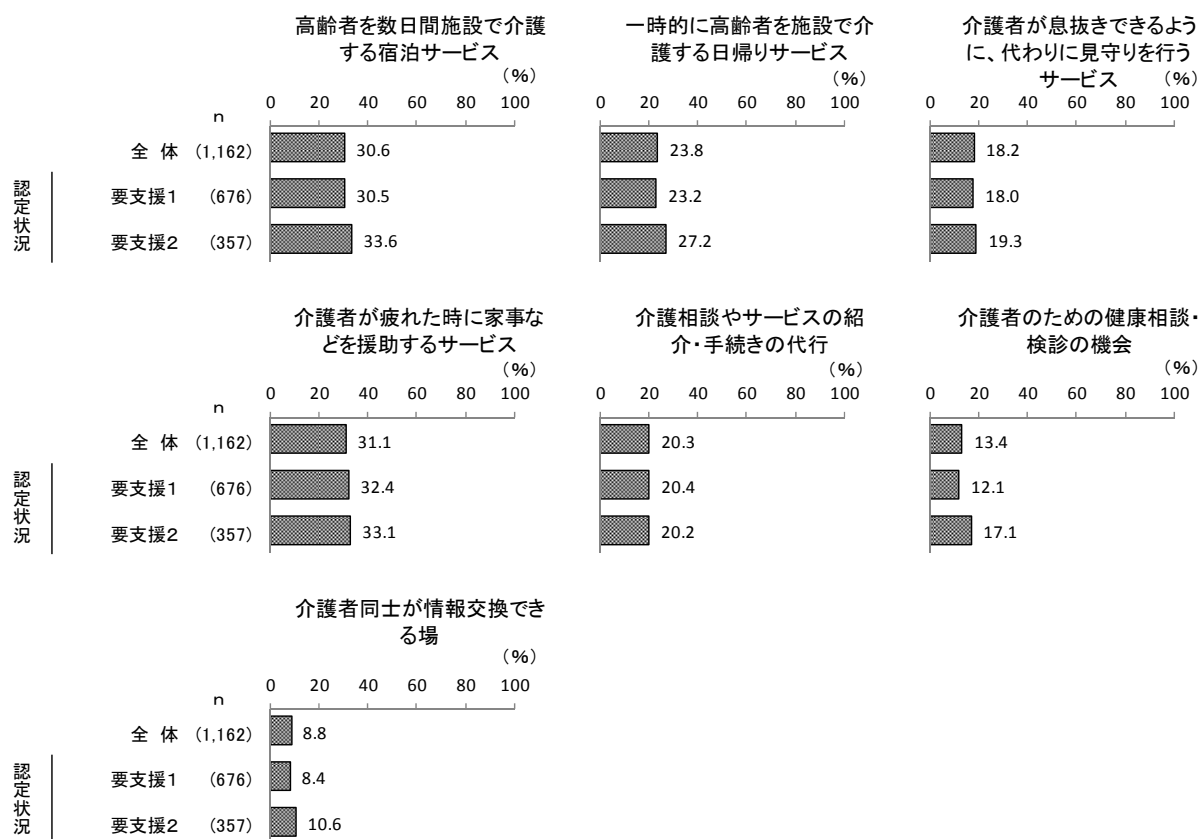 高齢者を数日間施設で介護
する宿泊サービス
(%)
0 20 40 60 80 100
n
全 体 (1,162) 30.6
認定状況
要支援1 (676) 30.5
要支援2 (357) 33.6
一時的に高齢者を施設で介
護する日帰りサービス
(%)
0 20 40 60 80 100
23.8
23.2
27.2
介護者が息抜きできるよう
に、代わりに見守りを行う
サービス (%)
0 20 40 60 80 100
18.2
18.0
19.3
介護者が疲れた時に家事な
どを援助するサービス
(%)
0 20 40 60 80 100
n
全 体 (1,162) 31.1
認定状況
要支援1 (676) 32.4
要支援2 (357) 33.1
介護相談やサービスの紹
介・手続きの代行
(%)
0 20 40 60 80 100
20.3
20.4
20.2
介護者のための健康相談・
検診の機会
(%)
0 20 40 60 80 100
13.4
12.1
17.1
介護者同士が情報交換でき
る場
(%)
0 20 40 60 80 100
n
全 体 (1,162) 8.8
認定状況
要支援1 (676) 8.4
要支援2 (357) 10.6